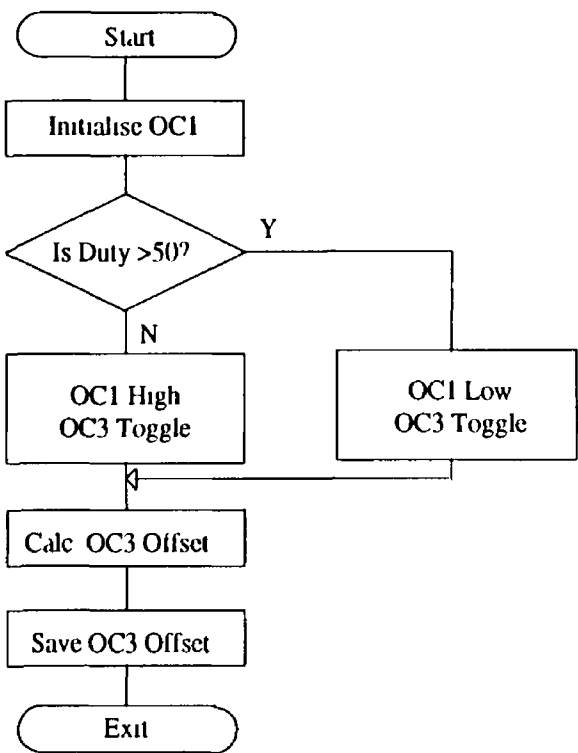 Start
Initialise OC1
Is Duty >50?
Y
N
OC1 High
OC3 Toggle
OC1 Low
OC3 Toggle
Calc OC3 Offset
Save OC3 Offset
Exit